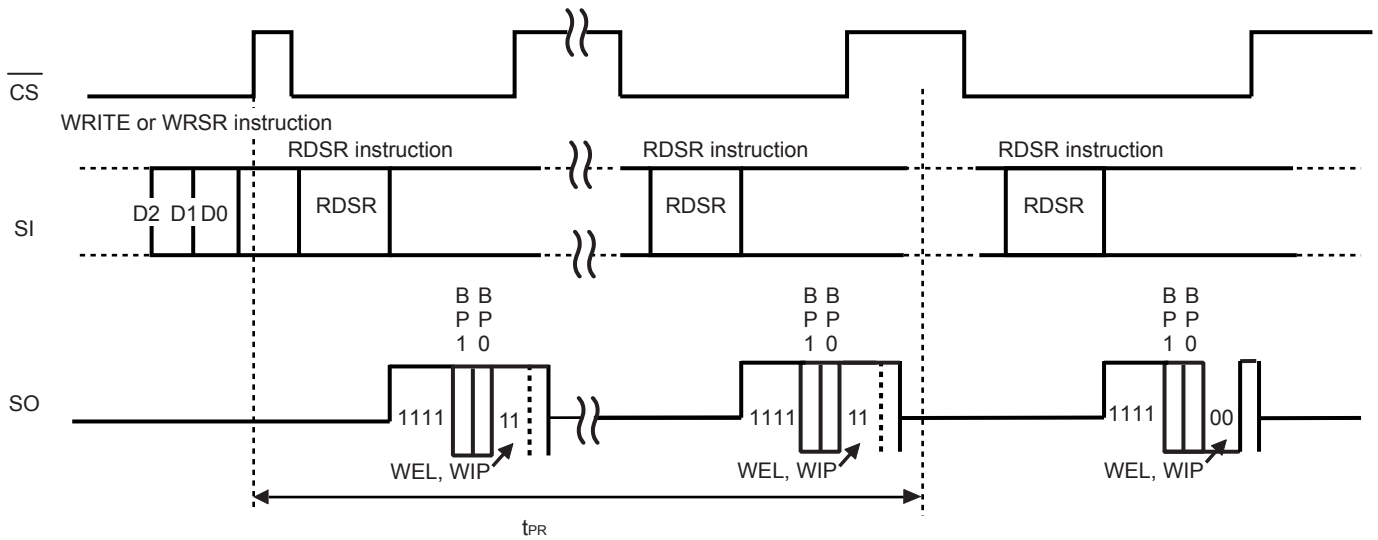 CS
WRITE or WRSR instruction
RDSR instruction
RDSR instruction
RDSR instruction
SI
D2 D1 D0
RDSR
RDSR
RDSR
B B
P P
1 0
B B
P P
1 0
B B
P P
1 0
SO
1111
11
1111
11
1111
00
WEL, WIP
WEL, WIP
WEL, WIP
tPR